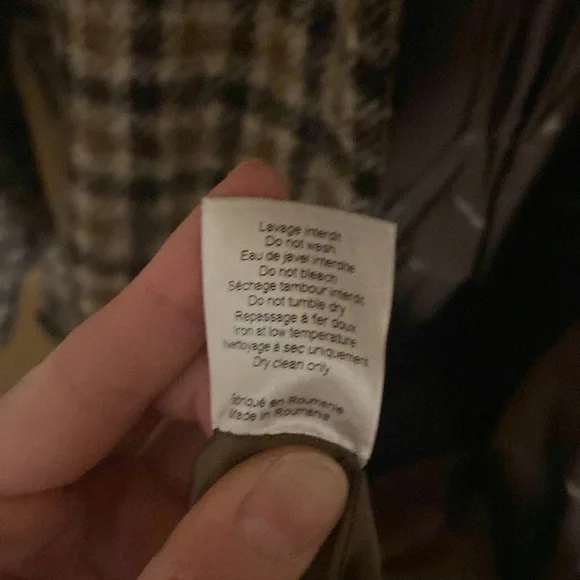 Lavage interdit
Do not wash
Eau de javel interdite
Do not bleach
Séchage tambour interdit
Do not tumble dry
Repassage à fer doux
Iron at low temperature
Nettoyage à sec uniquement
Dry clean only
fabriqué en Roumanie
Made in Roumanie